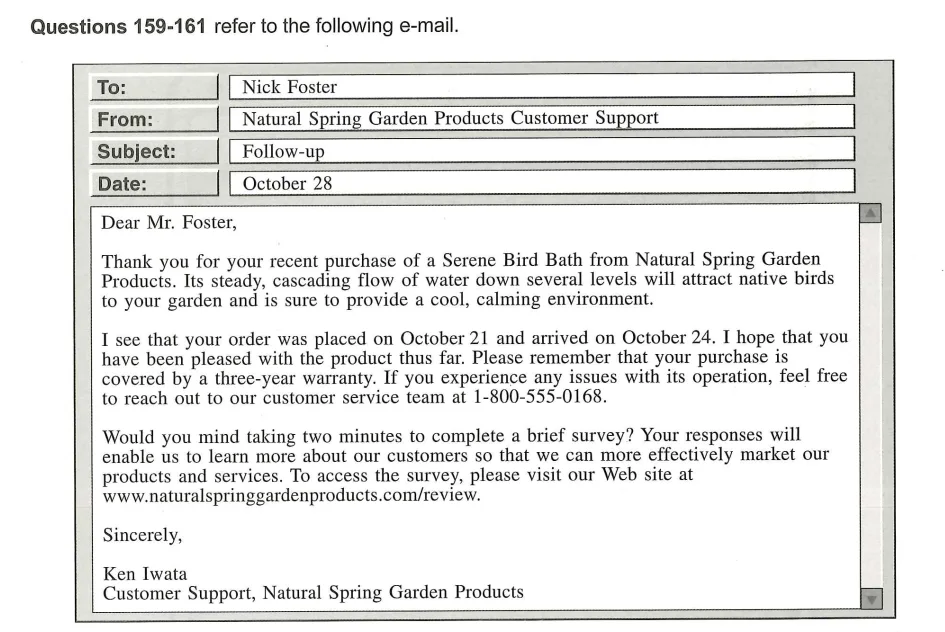 Questions 159-161 refer to the following e-mail.
To: Nick Foster
From: Natural Spring Garden Products Customer Support
Subject: Follow-up
Date: October 28
Dear Mr. Foster,
Thank you for your recent purchase of a Serene Bird Bath from Natural Spring Garden
Products. Its steady, cascading flow of water down several levels will attract native birds
to your garden and is sure to provide a cool, calming environment.
I see that your order was placed on October 21 and arrived on October 24. I hope that you
have been pleased with the product thus far. Please remember that your purchase is
covered by a three-year warranty. If you experience any issues with its operation, feel free
to reach out to our customer service team at 1-800-555-0168.
Would you mind taking two minutes to complete a brief survey? Your responses will
enable us to learn more about our customers so that we can more effectively market our
products and services. To access the survey, please visit our Web site at
www.naturalspringgardenproducts.com/review.
Sincerely,
Ken Iwata
Customer Support, Natural Spring Garden Products